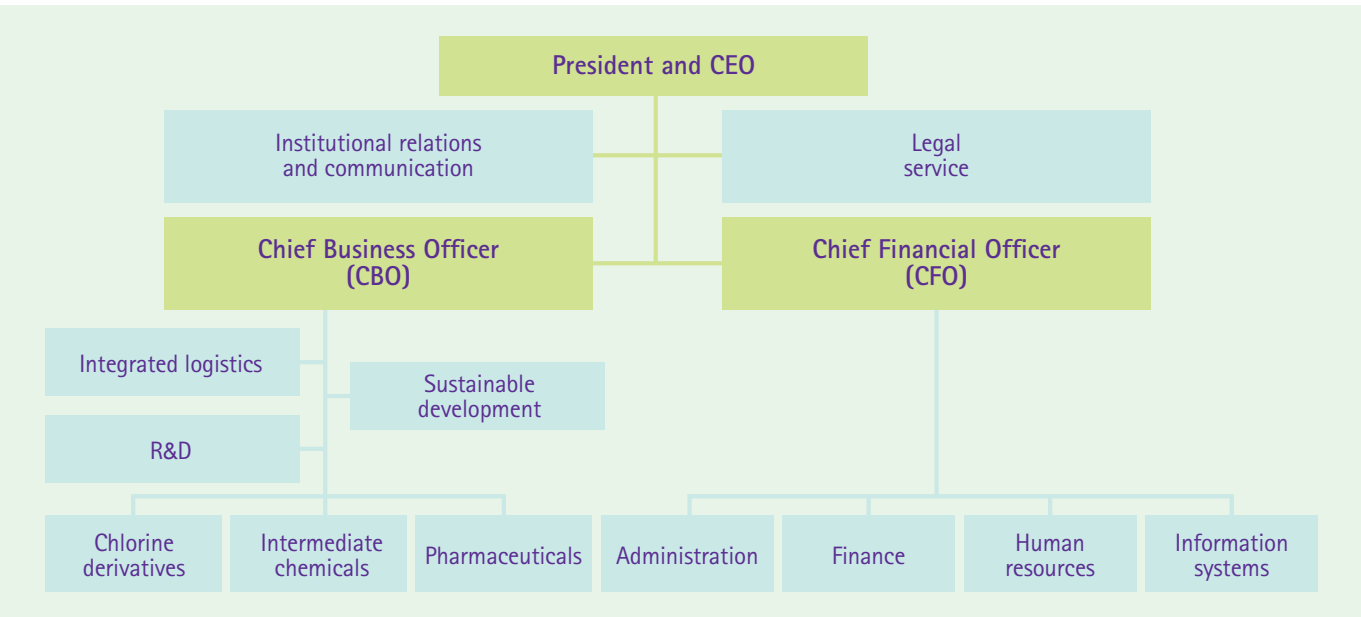 President and CEO
Institutional relations
and communication
Legal
service
Chief Business Officer
(CBO)
Chief Financial Officer
(CFO)
Integrated logistics
Sustainable
development
R&D
Chlorine
derivatives
Intermediate
chemicals
Pharmaceuticals
Administration
Finance
Human
resources
Information
systems